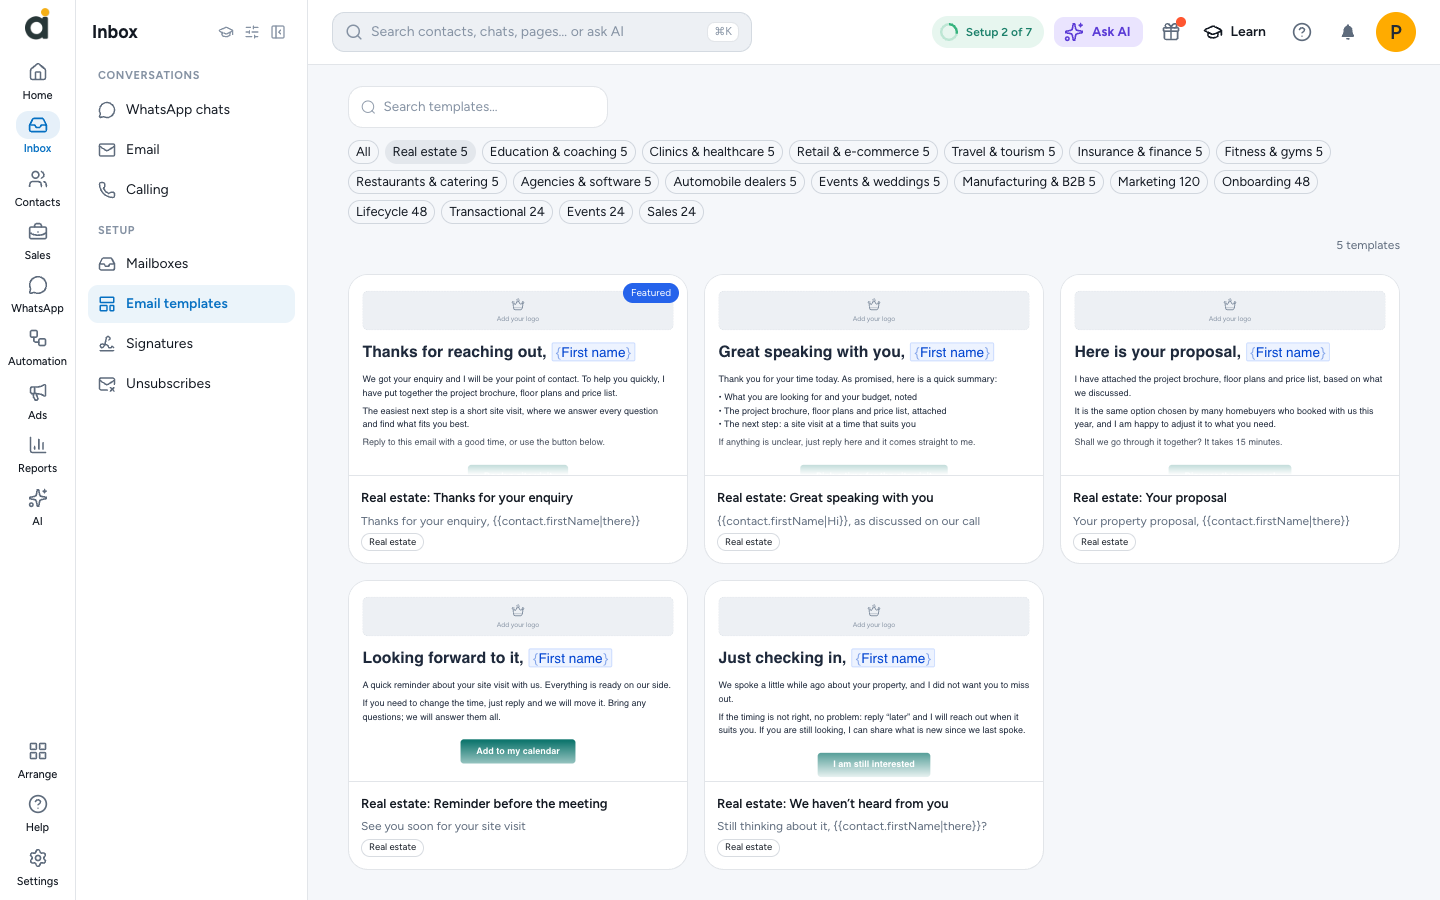 Inbox
Search contacts, chats, pages... or ask AI
⌘K
Setup 2 of 7
Ask AI
Learn
P
Home
Inbox
Contacts
Sales
WhatsApp
Automation
Ads
Reports
AI
Arrange
Help
Settings
CONVERSATIONS
WhatsApp chats
Email
Calling
SETUP
Mailboxes
Email templates
Signatures
Unsubscribes
Search templates...
All
Real estate 5
Education & coaching 5
Clinics & healthcare 5
Retail & e-commerce 5
Travel & tourism 5
Insurance & finance 5
Fitness & gyms 5
Restaurants & catering 5
Agencies & software 5
Automobile dealers 5
Events & weddings 5
Manufacturing & B2B 5
Marketing 120
Onboarding 48
Lifecycle 48
Transactional 24
Events 24
Sales 24
5 templates
Featured
Add your logo
Thanks for reaching out, {First name}
We got your enquiry and I will be your point of contact. To help you quickly, I
have put together the project brochure, floor plans and price list.
The easiest next step is a short site visit, where we answer every question
and find what fits you best.
Reply to this email with a good time, or use the button below.
Real estate: Thanks for your enquiry
Thanks for your enquiry, {{contact.firstName|there}}
Real estate
Add your logo
Great speaking with you, {First name}
Thank you for your time today. As promised, here is a quick summary:
• What you are looking for and your budget, noted
• The project brochure, floor plans and price list, attached
• The next step: a site visit at a time that suits you
If anything is unclear, just reply here and it comes straight to me.
Real estate: Great speaking with you
{{contact.firstName|Hi}}, as discussed on our call
Real estate
Add your logo
Here is your proposal, {First name}
I have attached the project brochure, floor plans and price list, based on what
we discussed.
It is the same option chosen by many homebuyers who booked with us this
year, and I am happy to adjust it to what you need.
Shall we go through it together? It takes 15 minutes.
Real estate: Your proposal
Your property proposal, {{contact.firstName|there}}
Real estate
Add your logo
Looking forward to it, {First name}
A quick reminder about your site visit with us. Everything is ready on our side.
If you need to change the time, just reply and we will move it. Bring any
questions; we will answer them all.
Add to my calendar
Real estate: Reminder before the meeting
See you soon for your site visit
Real estate
Add your logo
Just checking in, {First name}
We spoke a little while ago about your property, and I did not want you to miss
out.
If the timing is not right, no problem: reply “later” and I will reach out when it
suits you. If you are still looking, I can share what is new since we last spoke.
I am still interested
Real estate: We haven’t heard from you
Still thinking about it, {{contact.firstName|there}}?
Real estate